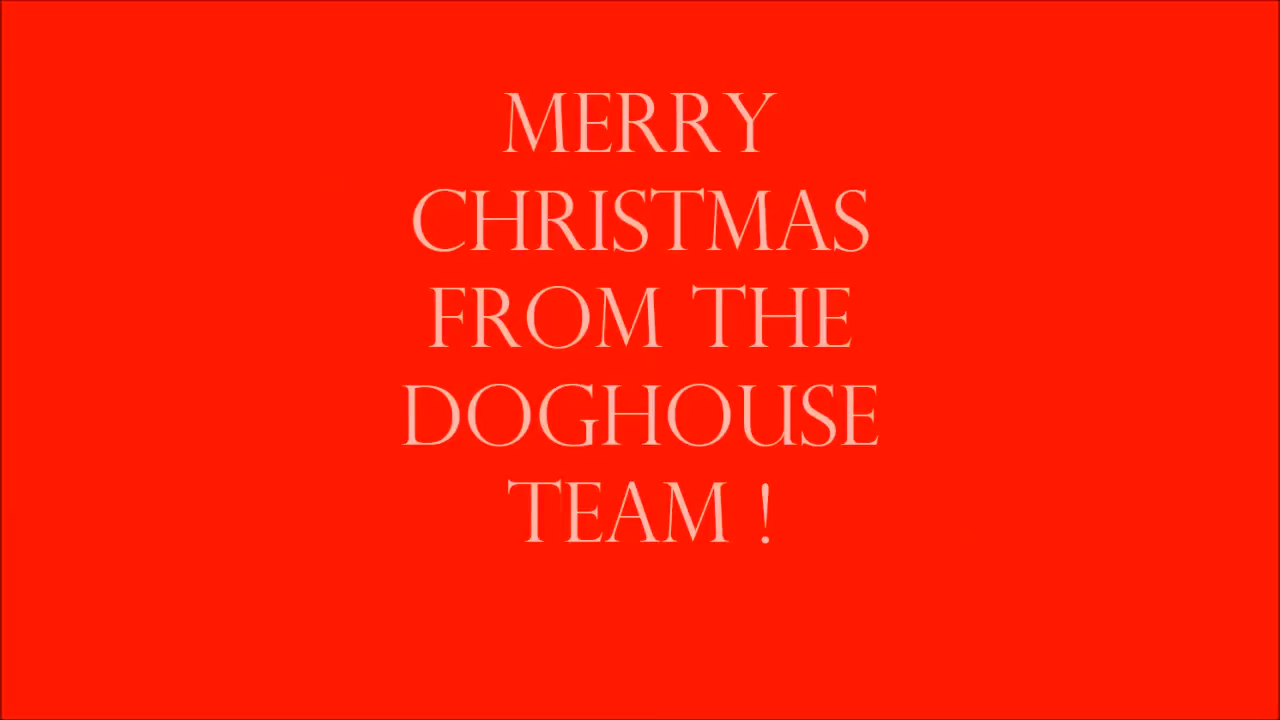 MERRY
CHRISTMAS
FROM THE
DOGHOUSE
TEAM !